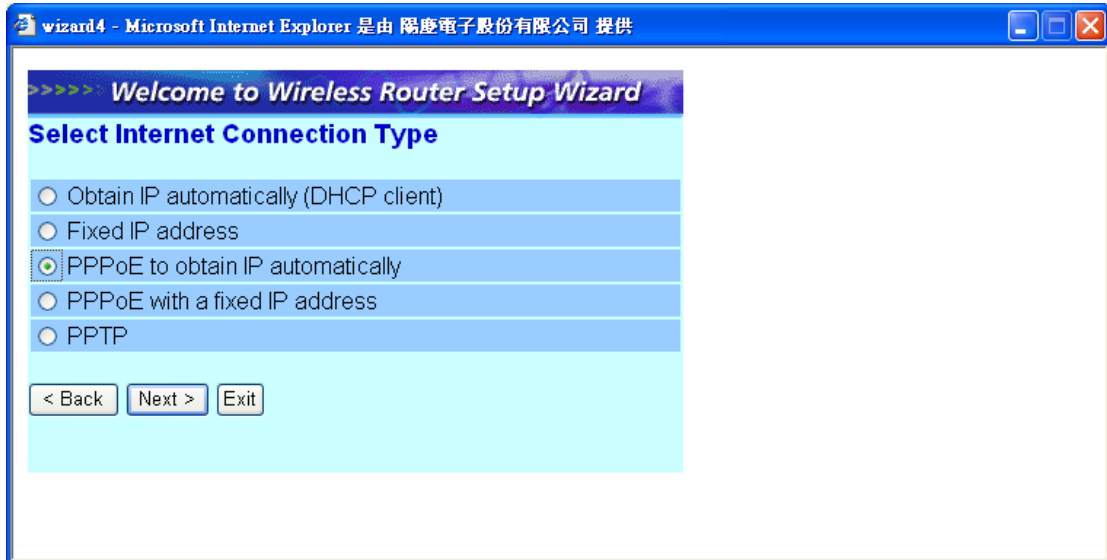 wizard4 - Microsoft Internet Explorer 是由 陽慶電子股份有限公司 提供
>>>>> Welcome to Wireless Router Setup Wizard
Select Internet Connection Type
Obtain IP automatically (DHCP client)
Fixed IP address
PPPoE to obtain IP automatically
PPPoE with a fixed IP address
PPTP
< Back Next > Exit